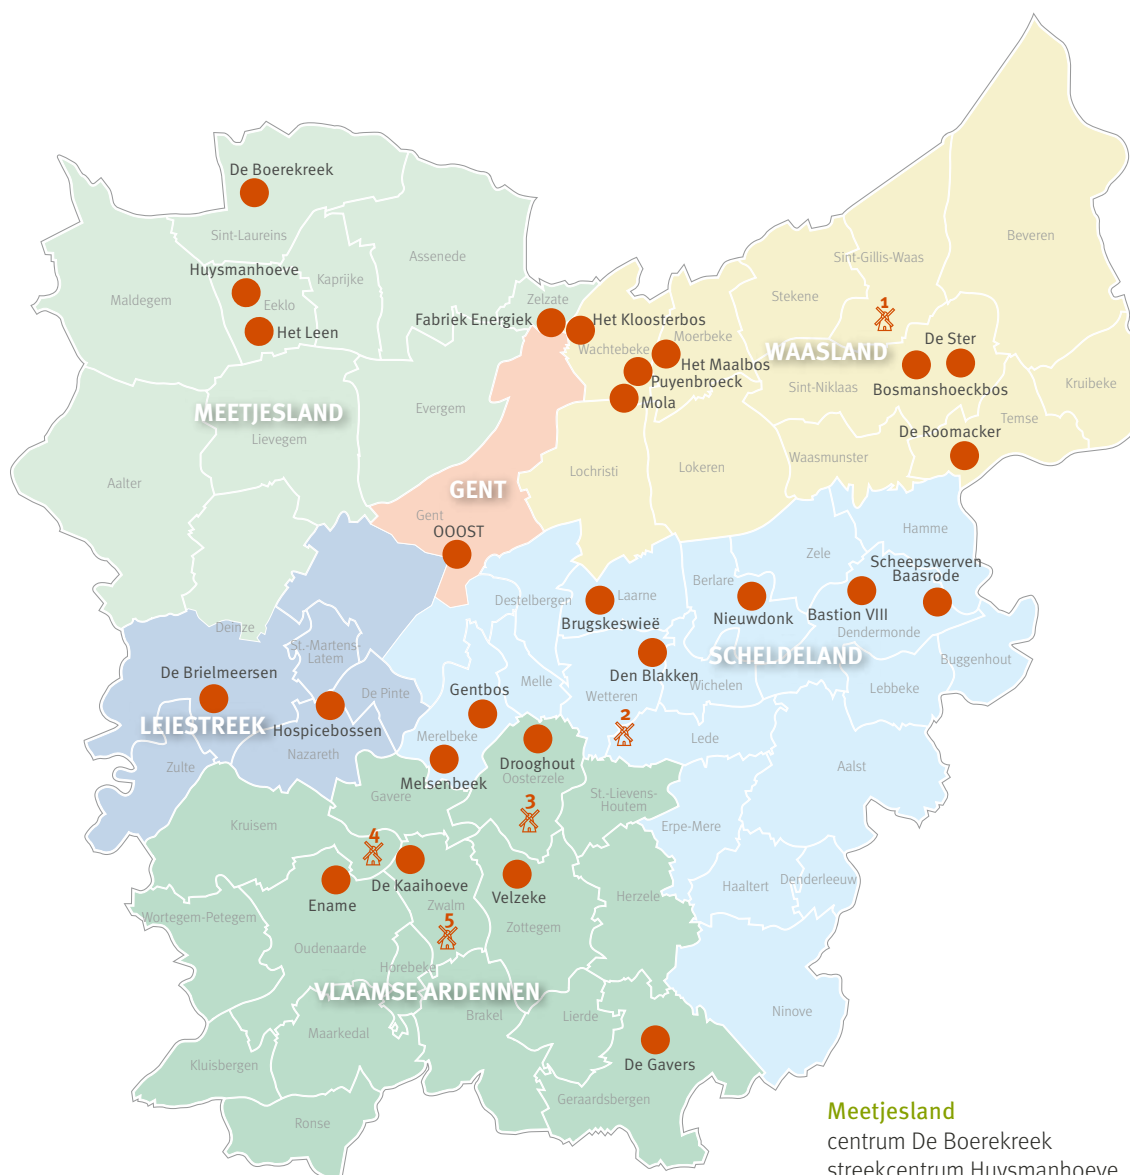 De Boerekreek
Sint-Laureins
Huysmanhoeve
Kaprijke
Assenede
Maldegem
Eeklo
Het Leen
Zelzate
Fabriek Energiek
Het Kloosterbos
Wachtebeke
Moerbeke
Het Maalbos
Puyenbroeck
Mola
Beveren
Sint-Gillis-Waas
Stekene
1
WAASLAND
De Ster
Bosmanshoeckbos
Sint-Niklaas
Kruibeke
Temse
De Roomacker
Waasmunster
Lokeren
Lochristi
MEETJESLAND
Evergem
Lievegem
Aalter
GENT
Gent
OOOST
Hamme
Zele
Scheepswerven
Baasrode
Berlare
Laarne
Destelbergen
Brugskeswieë
Nieuwdonk
Bastion VIII
Dendermonde
Buggenhout
SCHELDELAND
Den Blakken
Wichelen
Lebbeke
Deinze
St.-Martens-
Latem
De Brielmeersen
De Pinte
LEIESTREEK
Hospicebossen
Nazareth
Zulte
Gentbos
Melle
Wetteren
2
Lede
Merelbeke
Melsenbeek
Drooghout
Oosterzele
Aalst
Gavere
St.-Lievens-
Houtem
3
Kruisem
4
Erpe-Mere
De Kaaihoeve
Ename
Velzeke
Haaltert
Denderleeuw
Herzele
Zwalm
Wortegem-Petegem
5
Zottegem
Oudenaarde
Horebeke
VLAAMSE ARDENNEN
Ninove
Brakel
Lierde
Maarkedal
Kluisbergen
De Gavers
Geraardsbergen
Ronse
Meetjesland
centrum De Boerekreek
streekcentrum Huysmanhoeve